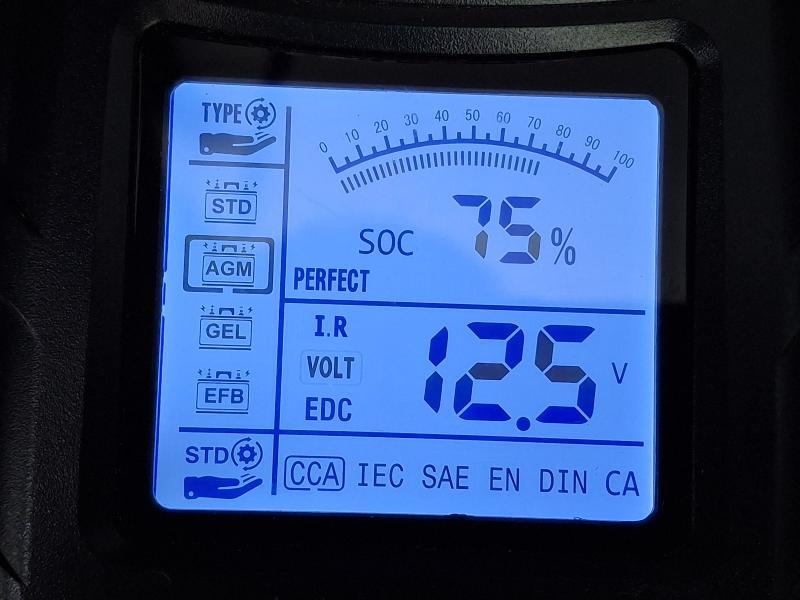 TYPE
0 10 20 30 40 50 60 70 80 90 100
STD
AGM
GEL
EFB
STD
SOC 75 %
PERFECT
I.R
VOLT
EDC
12.5 V
CCA IEC SAE EN DIN CA